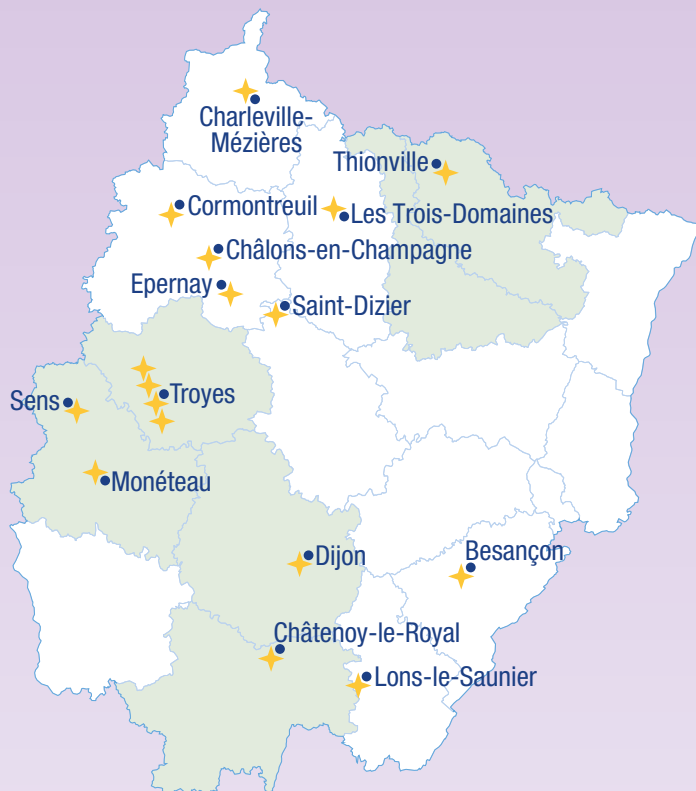 Charleville-
Mézières
Thionville
Cormontreuil
Les Trois-Domaines
Châlons-en-Champagne
Epernay
Saint-Dizier
Troyes
Sens
Monéteau
Dijon
Besançon
Châtenoy-le-Royal
Lons-le-Saunier